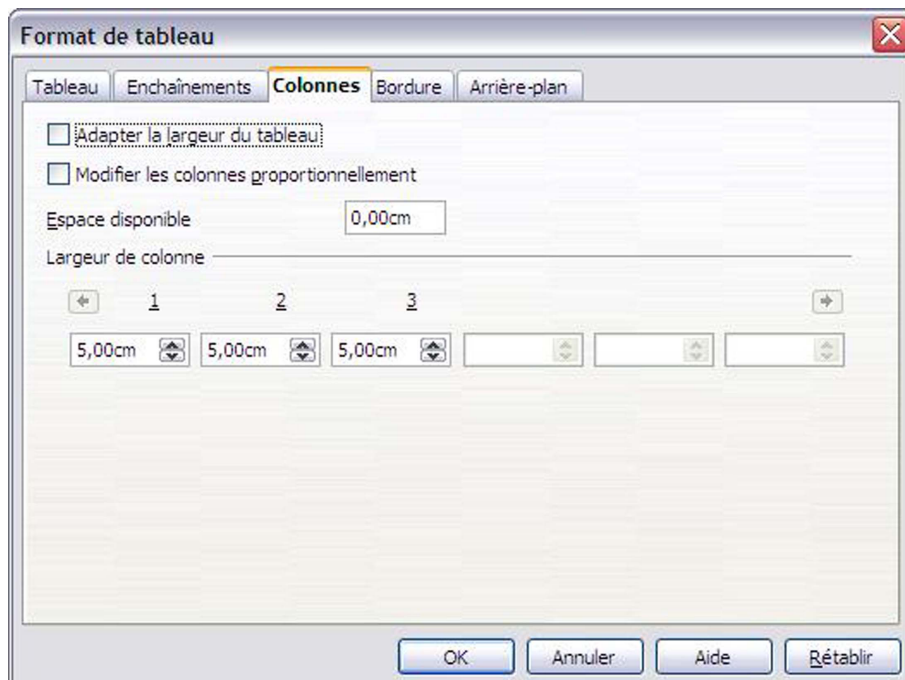 Format de tableau
Tableau Enchaînements Colonnes Bordure Arrière-plan
Adapter la largeur du tableau
Modifier les colonnes proportionnellement
Espace disponible 0,00cm
Largeur de colonne
1 2 3
5,00cm 5,00cm 5,00cm
OK Annuler Aide Rétablir